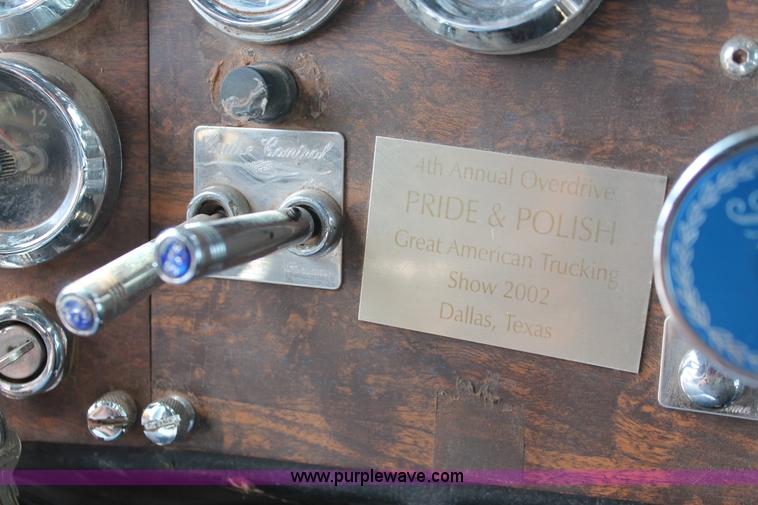 12
Cruise Control
4th Annual Overdrive
PRIDE & POLISH
Great American Trucking
Show 2002
Dallas, Texas
www.purplewave.com